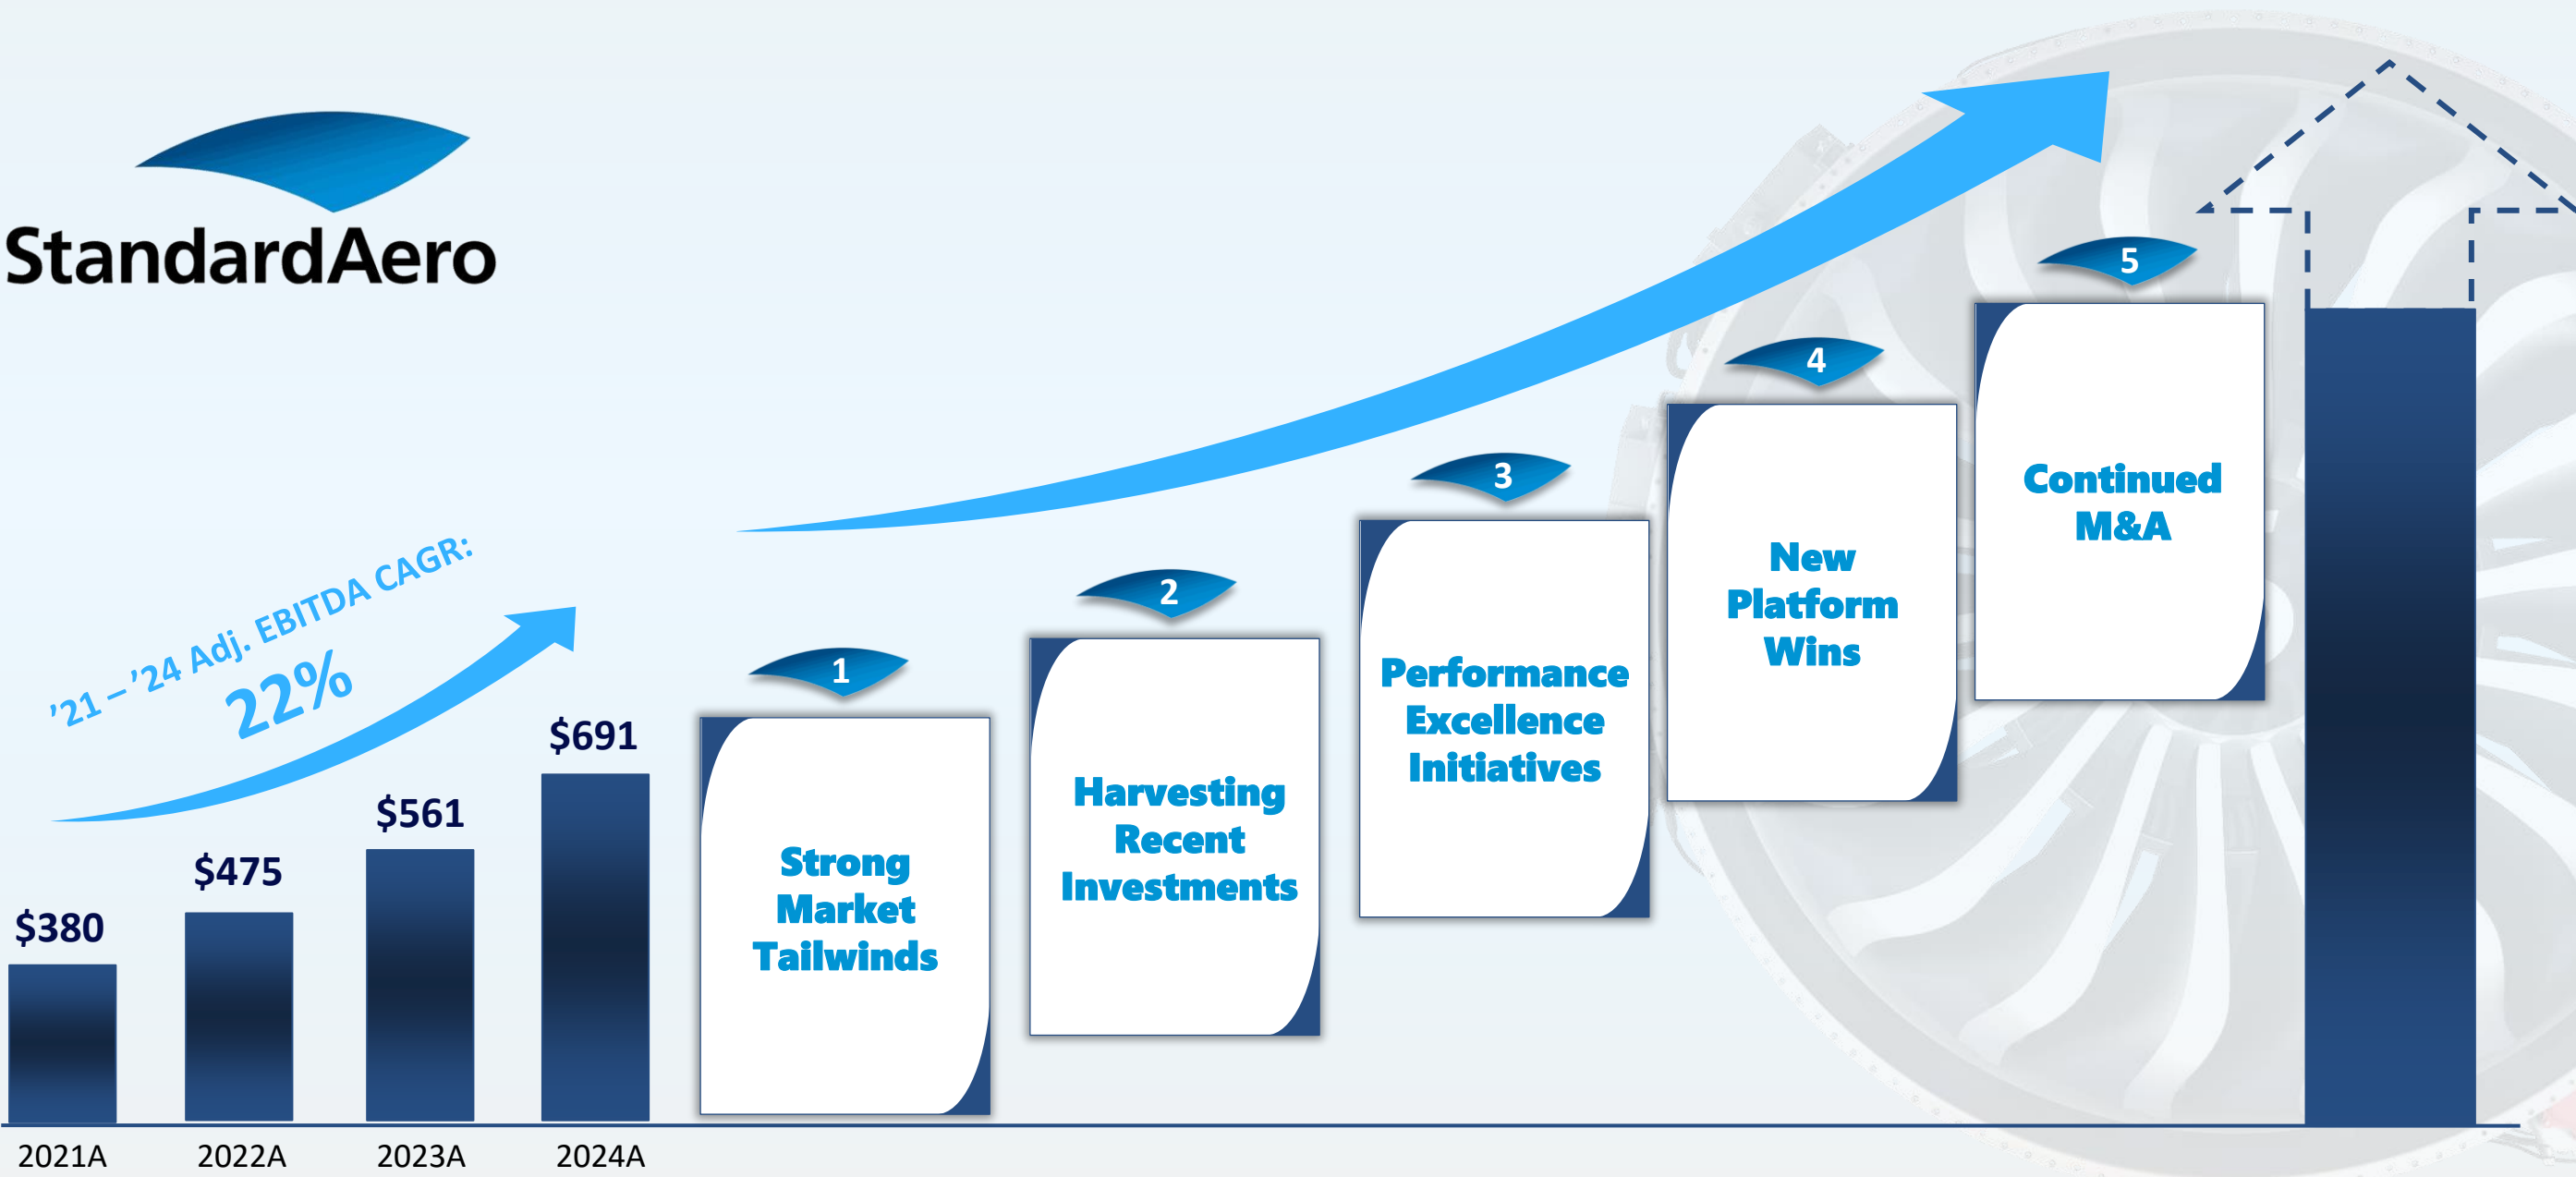 StandardAero
’21 – ’24 Adj. EBITDA CAGR:
22%
$380
$475
$561
$691
2021A
2022A
2023A
2024A
1
Strong
Market
Tailwinds
2
Harvesting
Recent
Investments
3
Performance
Excellence
Initiatives
4
New
Platform
Wins
5
Continued
M&A